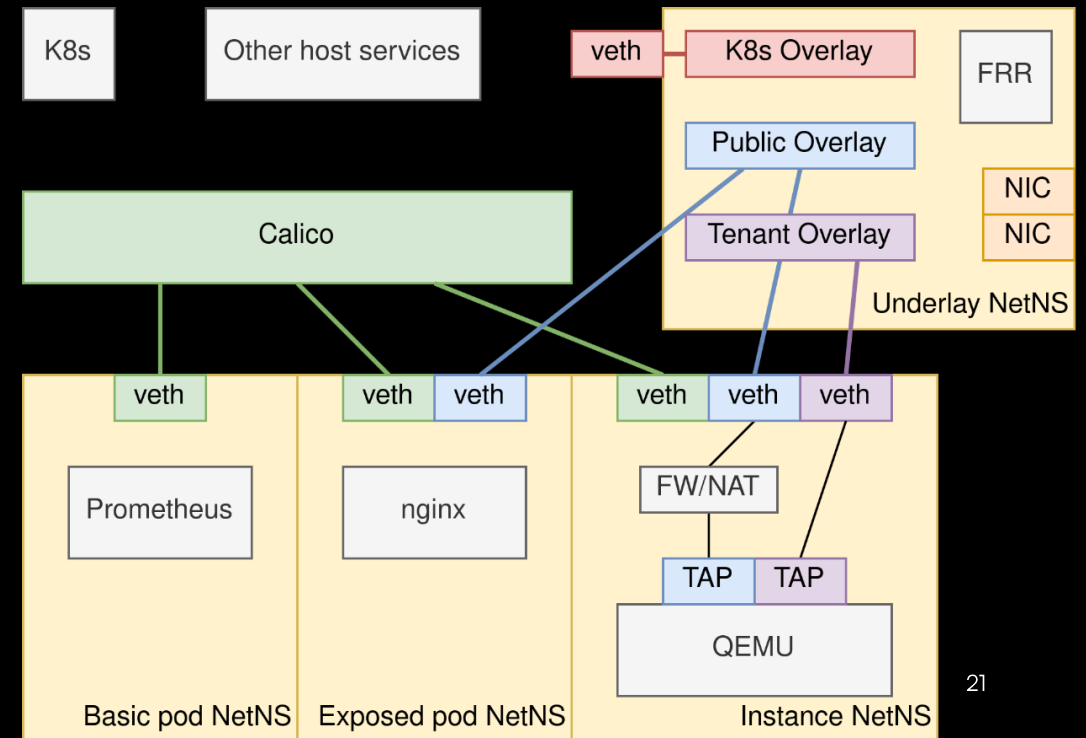 K8s
Other host services
veth
K8s Overlay
FRR
Public Overlay
NIC
Calico
Tenant Overlay
NIC
Underlay NetNS
veth
veth
veth
veth
veth
veth
Prometheus
nginx
FW/NAT
TAP
TAP
QEMU
21
Basic pod NetNS
Exposed pod NetNS
Instance NetNS